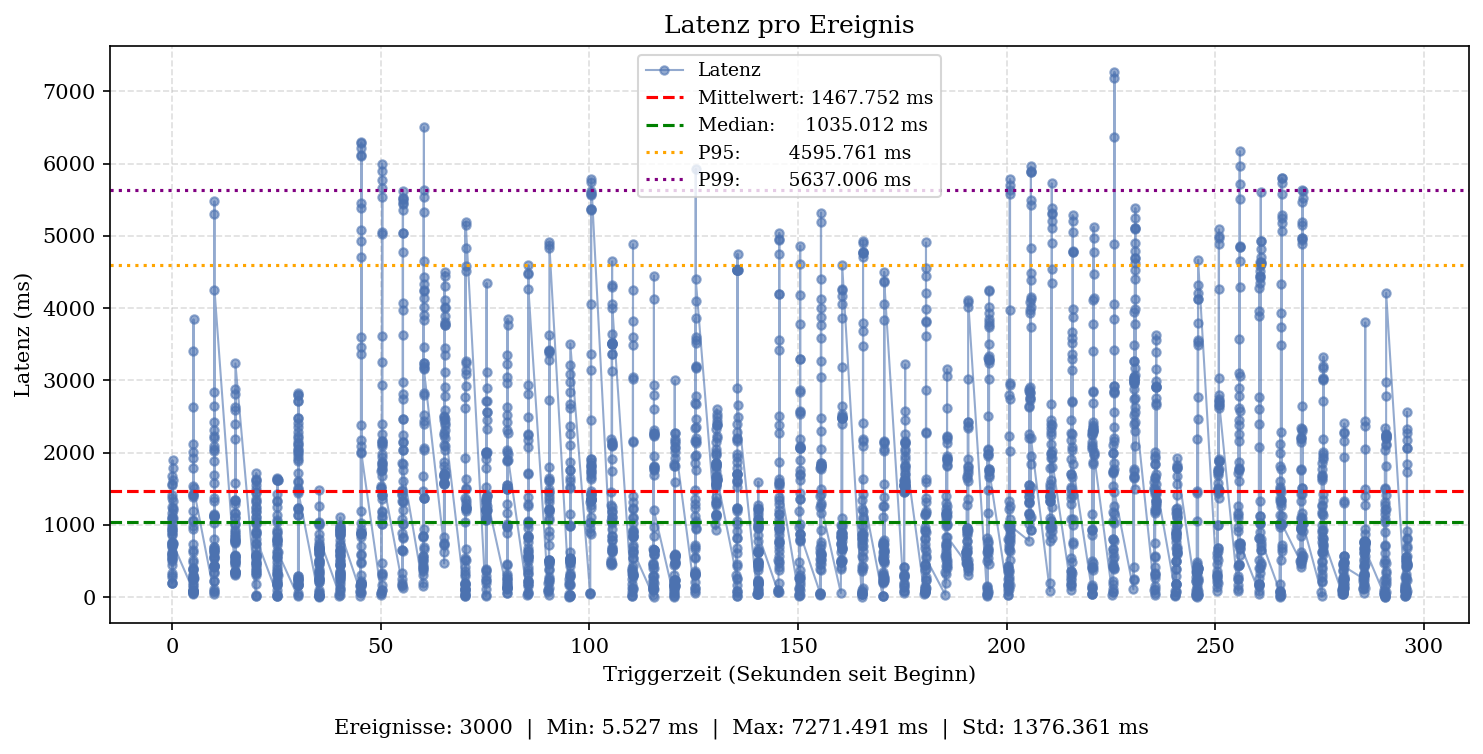 Latenz pro Ereignis
Latenz (ms)
7000
6000
5000
4000
3000
2000
1000
0
Latenz
Mittelwert: 1467.752 ms
Median: 1035.012 ms
P95: 4595.761 ms
P99: 5637.006 ms
0 50 100 150 200 250 300
Triggerzeit (Sekunden seit Beginn)
Ereignisse: 3000 | Min: 5.527 ms | Max: 7271.491 ms | Std: 1376.361 ms